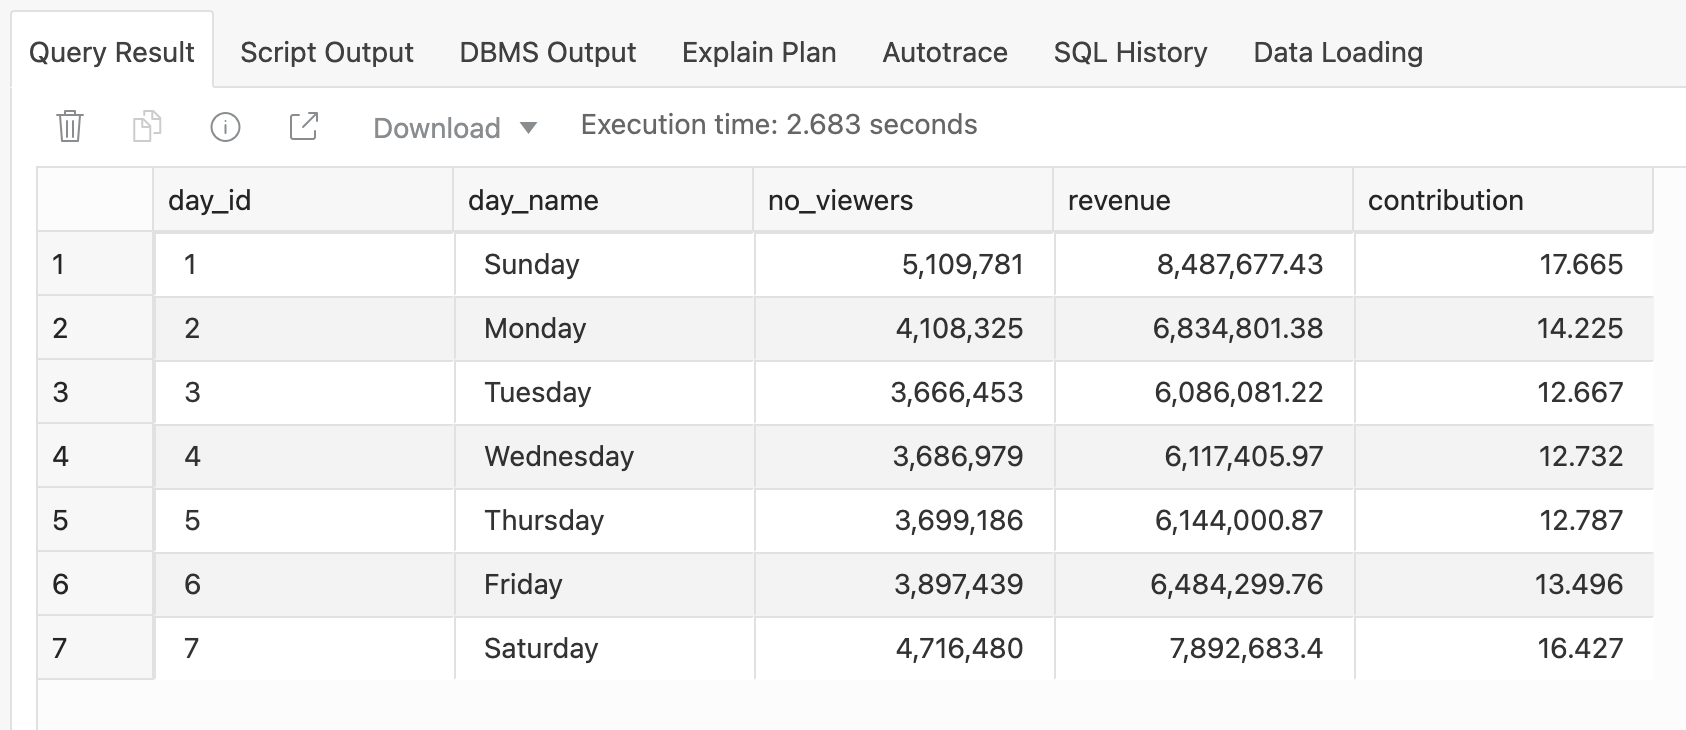 Query Result Script Output DBMS Output Explain Plan Autotrace SQL History Data Loading
Download Execution time: 2.683 seconds
day_id day_name no_viewers revenue contribution
1 1 Sunday 5,109,781 8,487,677.43 17.665
2 2 Monday 4,108,325 6,834,801.38 14.225
3 3 Tuesday 3,666,453 6,086,081.22 12.667
4 4 Wednesday 3,686,979 6,117,405.97 12.732
5 5 Thursday 3,699,186 6,144,000.87 12.787
6 6 Friday 3,897,439 6,484,299.76 13.496
7 7 Saturday 4,716,480 7,892,683.4 16.427